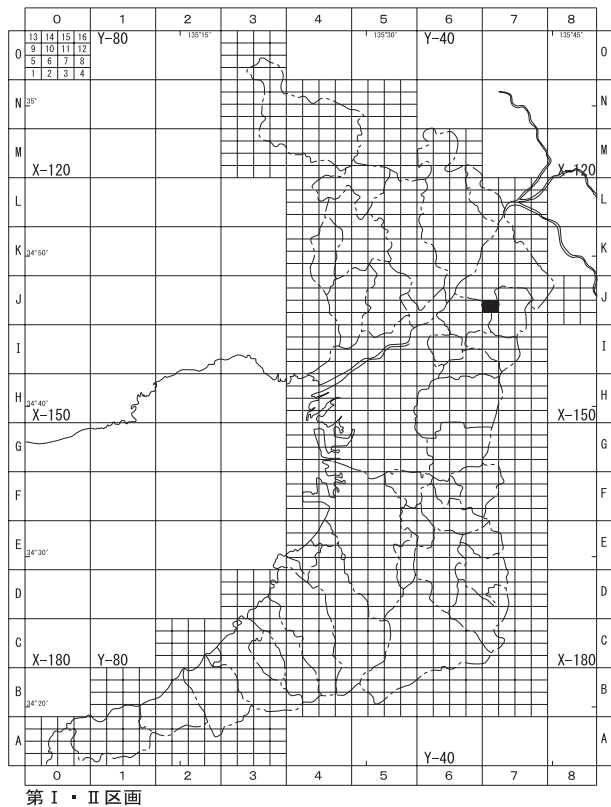 0 1 2 3 4 5 6 7 8
13 14 15 16 Y-80 135°15′ 135°30′ Y-40 135°45′
O 9 10 11 12 O
5 6 7 8
1 2 3 4
N 35° N
M M
X-120 X-120
L L
K 34°50′ K
J J
I I
H H
34°40′
X-150 X-150
G G
F F
E E
34°30′
D D
C C
X-180 Y-80 X-180
B B
34°20′
A A
Y-40
0 1 2 3 4 5 6 7 8
第Ⅰ・Ⅱ区画